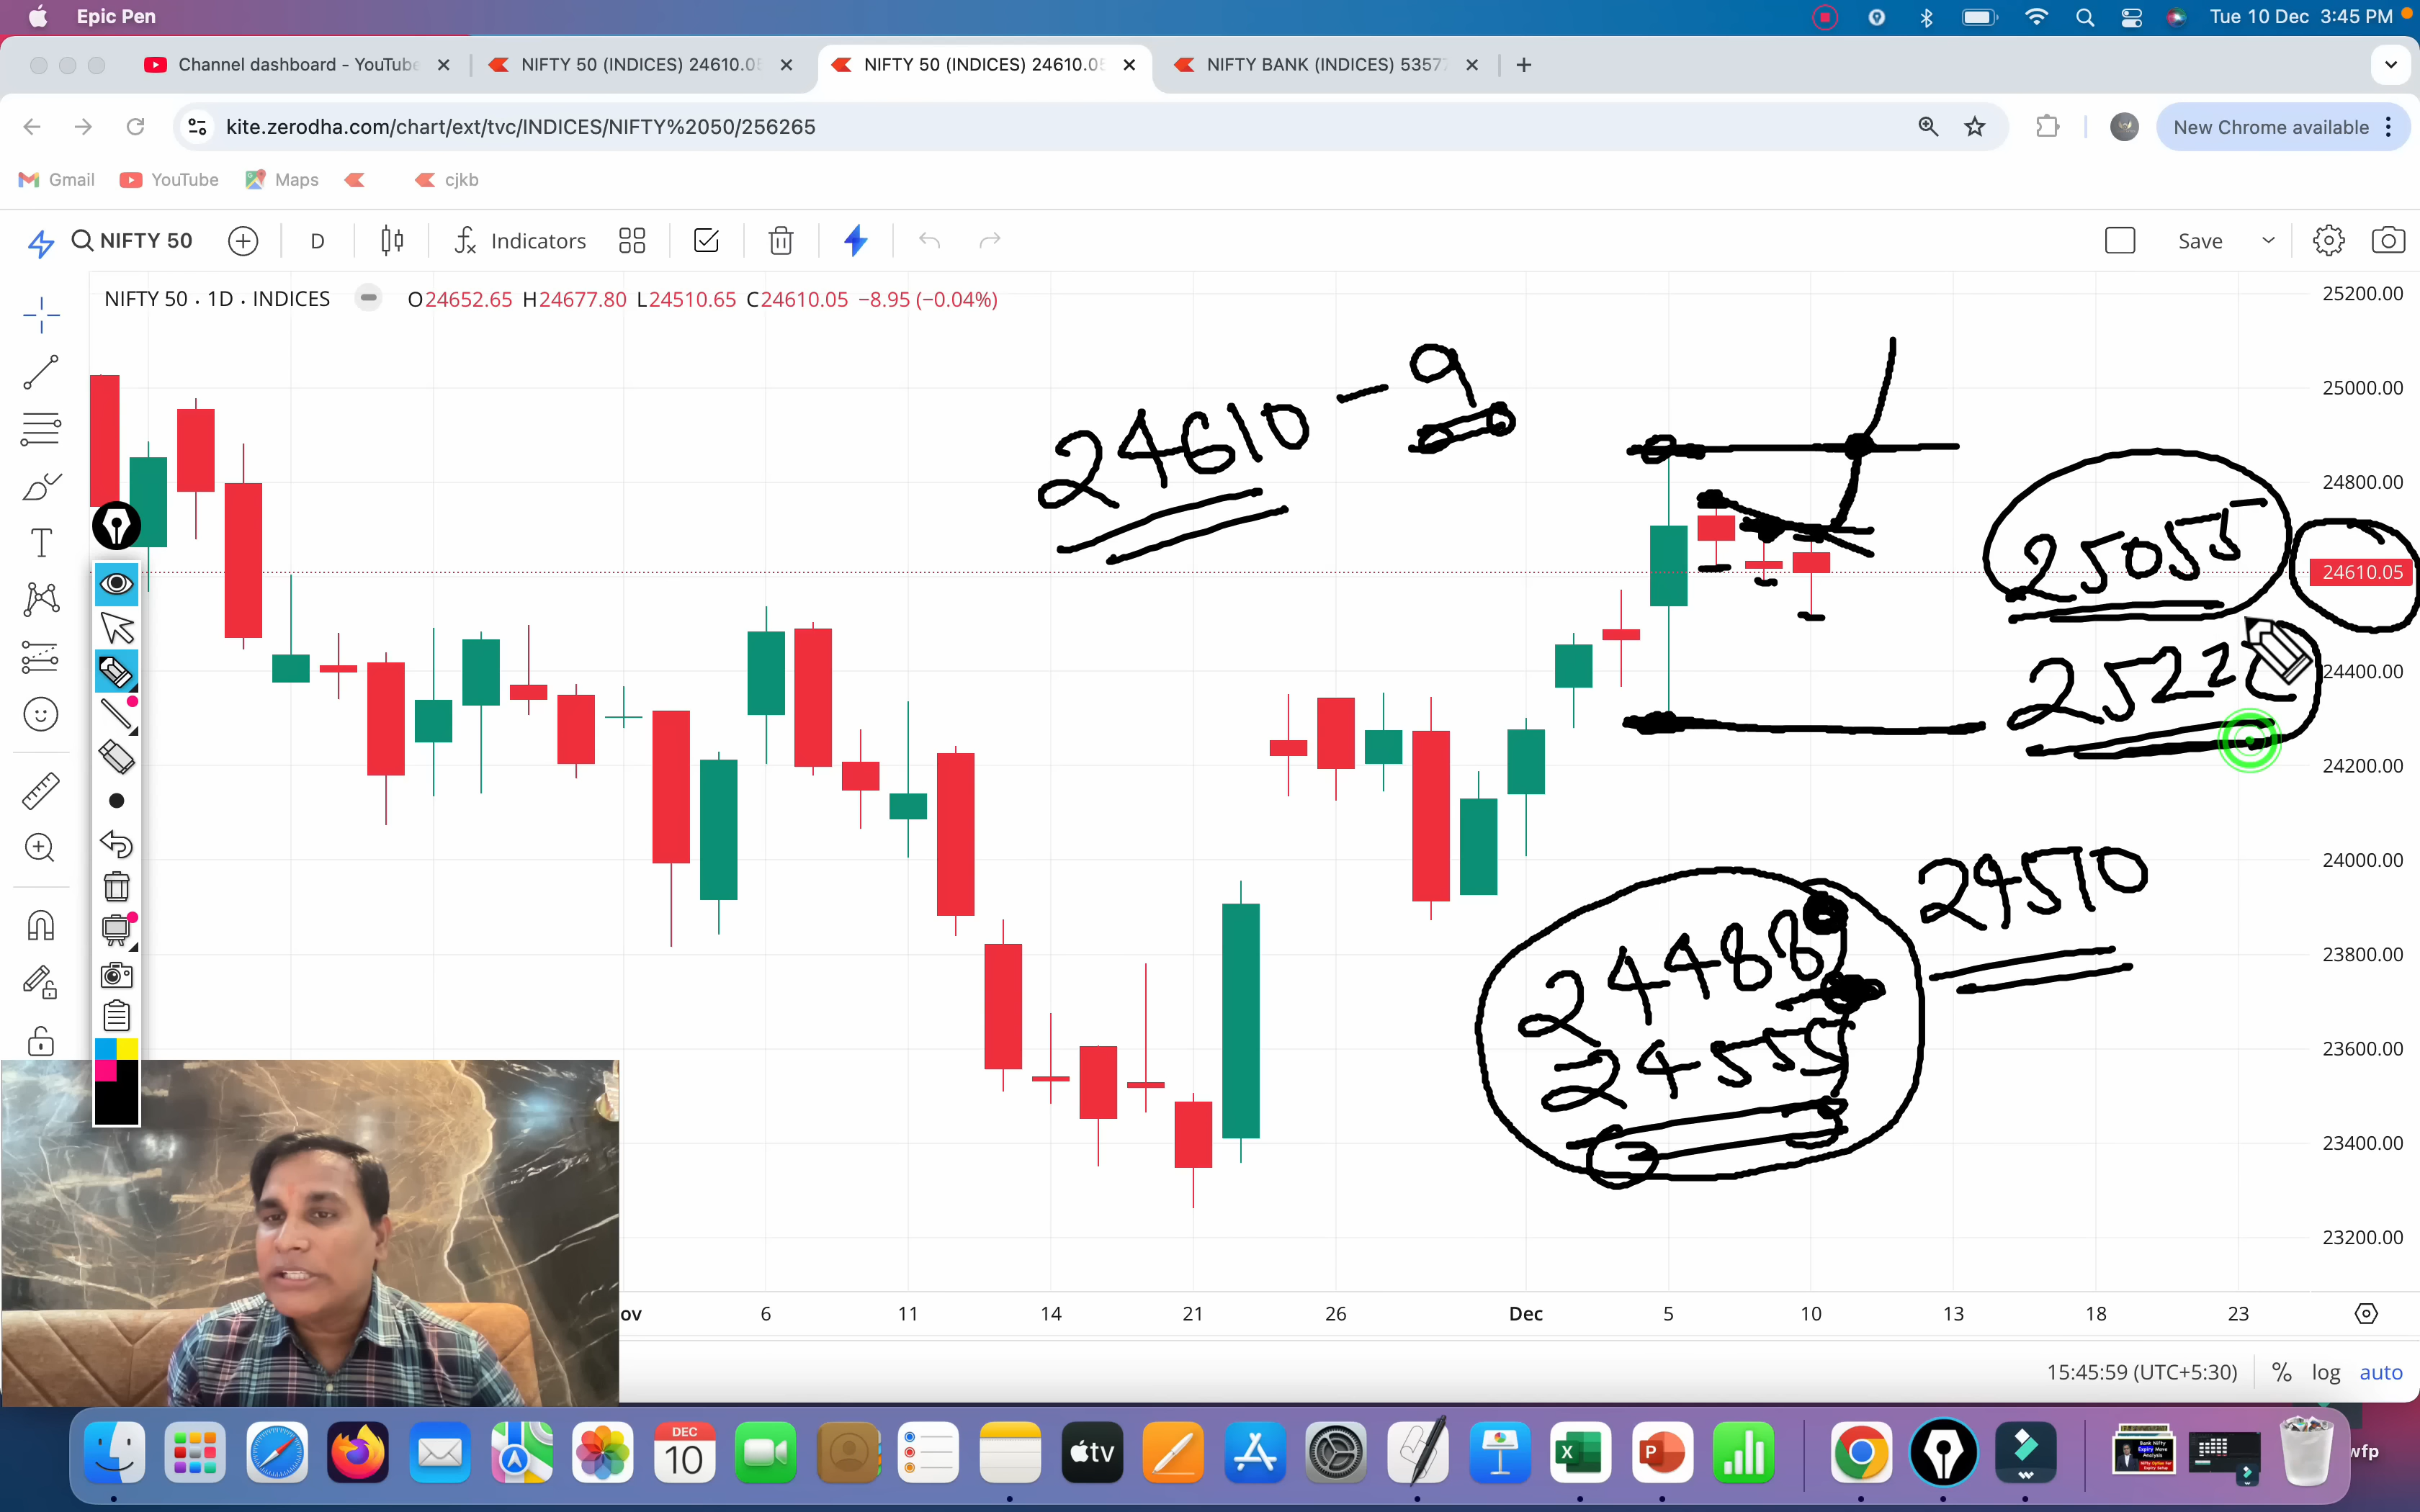 Epic Pen
Tue 10 Dec 3:45 PM
Channel dashboard - YouTube
NIFTY 50 (INDICES) 24610.05
NIFTY 50 (INDICES) 24610.05
NIFTY BANK (INDICES) 5357
kite.zerodha.com/chart/ext/tvc/INDICES/NIFTY%2050/256265
New Chrome available
Gmail
YouTube
Maps
cjkb
NIFTY 50
D
Indicators
Save
NIFTY 50 · 1D · INDICES
O24652.65 H24677.80 L24510.65 C24610.05 −8.95 (−0.04%)
25200.00
25000.00
24800.00
24610.05
24400.00
24200.00
24000.00
23800.00
23600.00
23400.00
23200.00
24610 - 9
25055
24510
24488
24555
ov
6
11
14
21
26
Dec
5
10
13
18
23
15:45:59 (UTC+5:30)
%
log
auto
DEC
10
tv
wfp